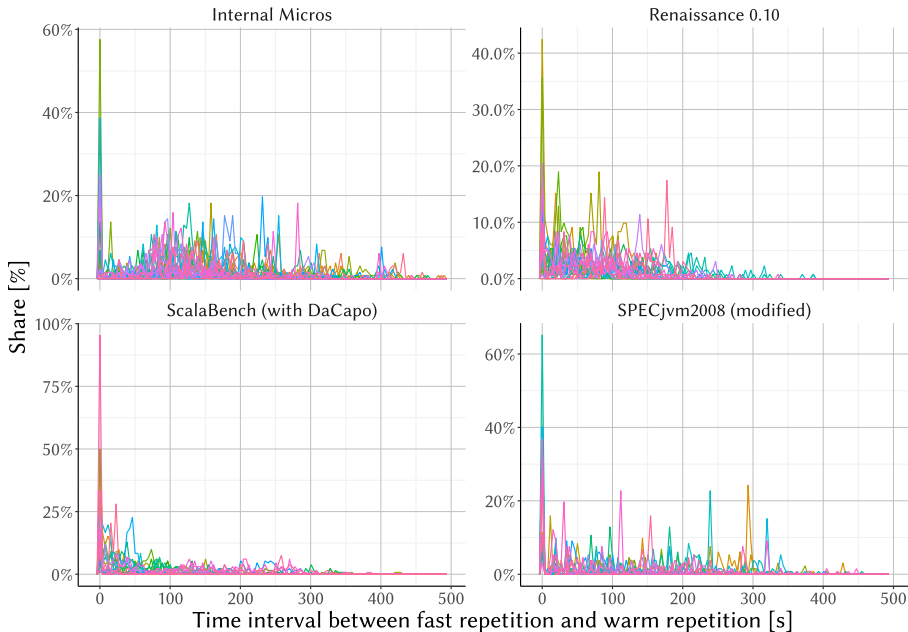 Internal Micros
Renaissance 0.10
60%
40%
20%
0%
40.0%
30.0%
20.0%
10.0%
0.0%
ScalaBench (with DaCapo)
SPECjvm2008 (modified)
100%
75%
50%
25%
0%
60%
40%
20%
0%
0 100 200 300 400 500
0 100 200 300 400 500
Share [%]
Time interval between fast repetition and warm repetition [s]